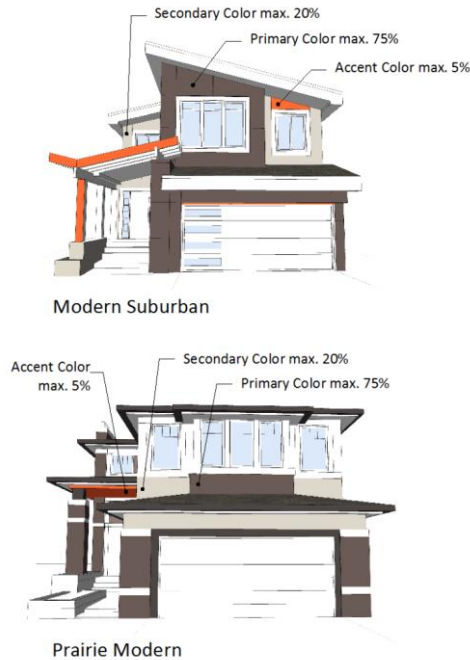 Secondary Color max. 20%
Primary Color max. 75%
Accent Color max. 5%
Modern Suburban
Accent Color
max. 5%
Secondary Color max. 20%
Primary Color max. 75%
Prairie Modern